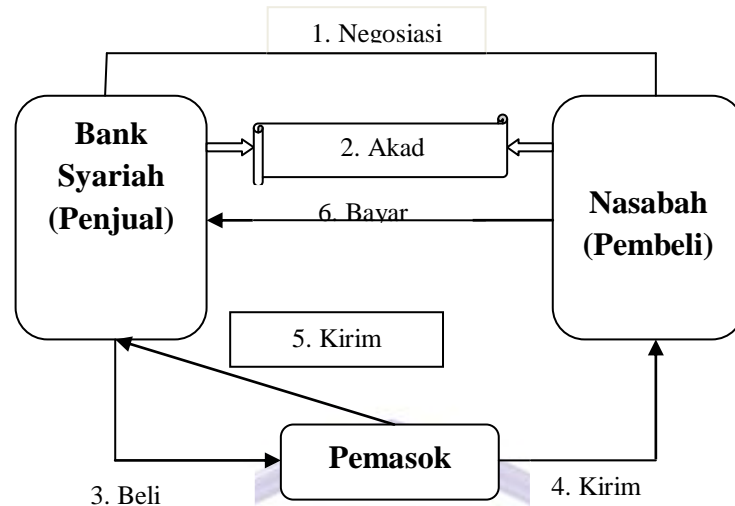 1. Negosiasi
Bank
Syariah
(Penjual)
2. Akad
Nasabah
(Pembeli)
6. Bayar
5. Kirim
Pemasok
3. Beli
4. Kirim